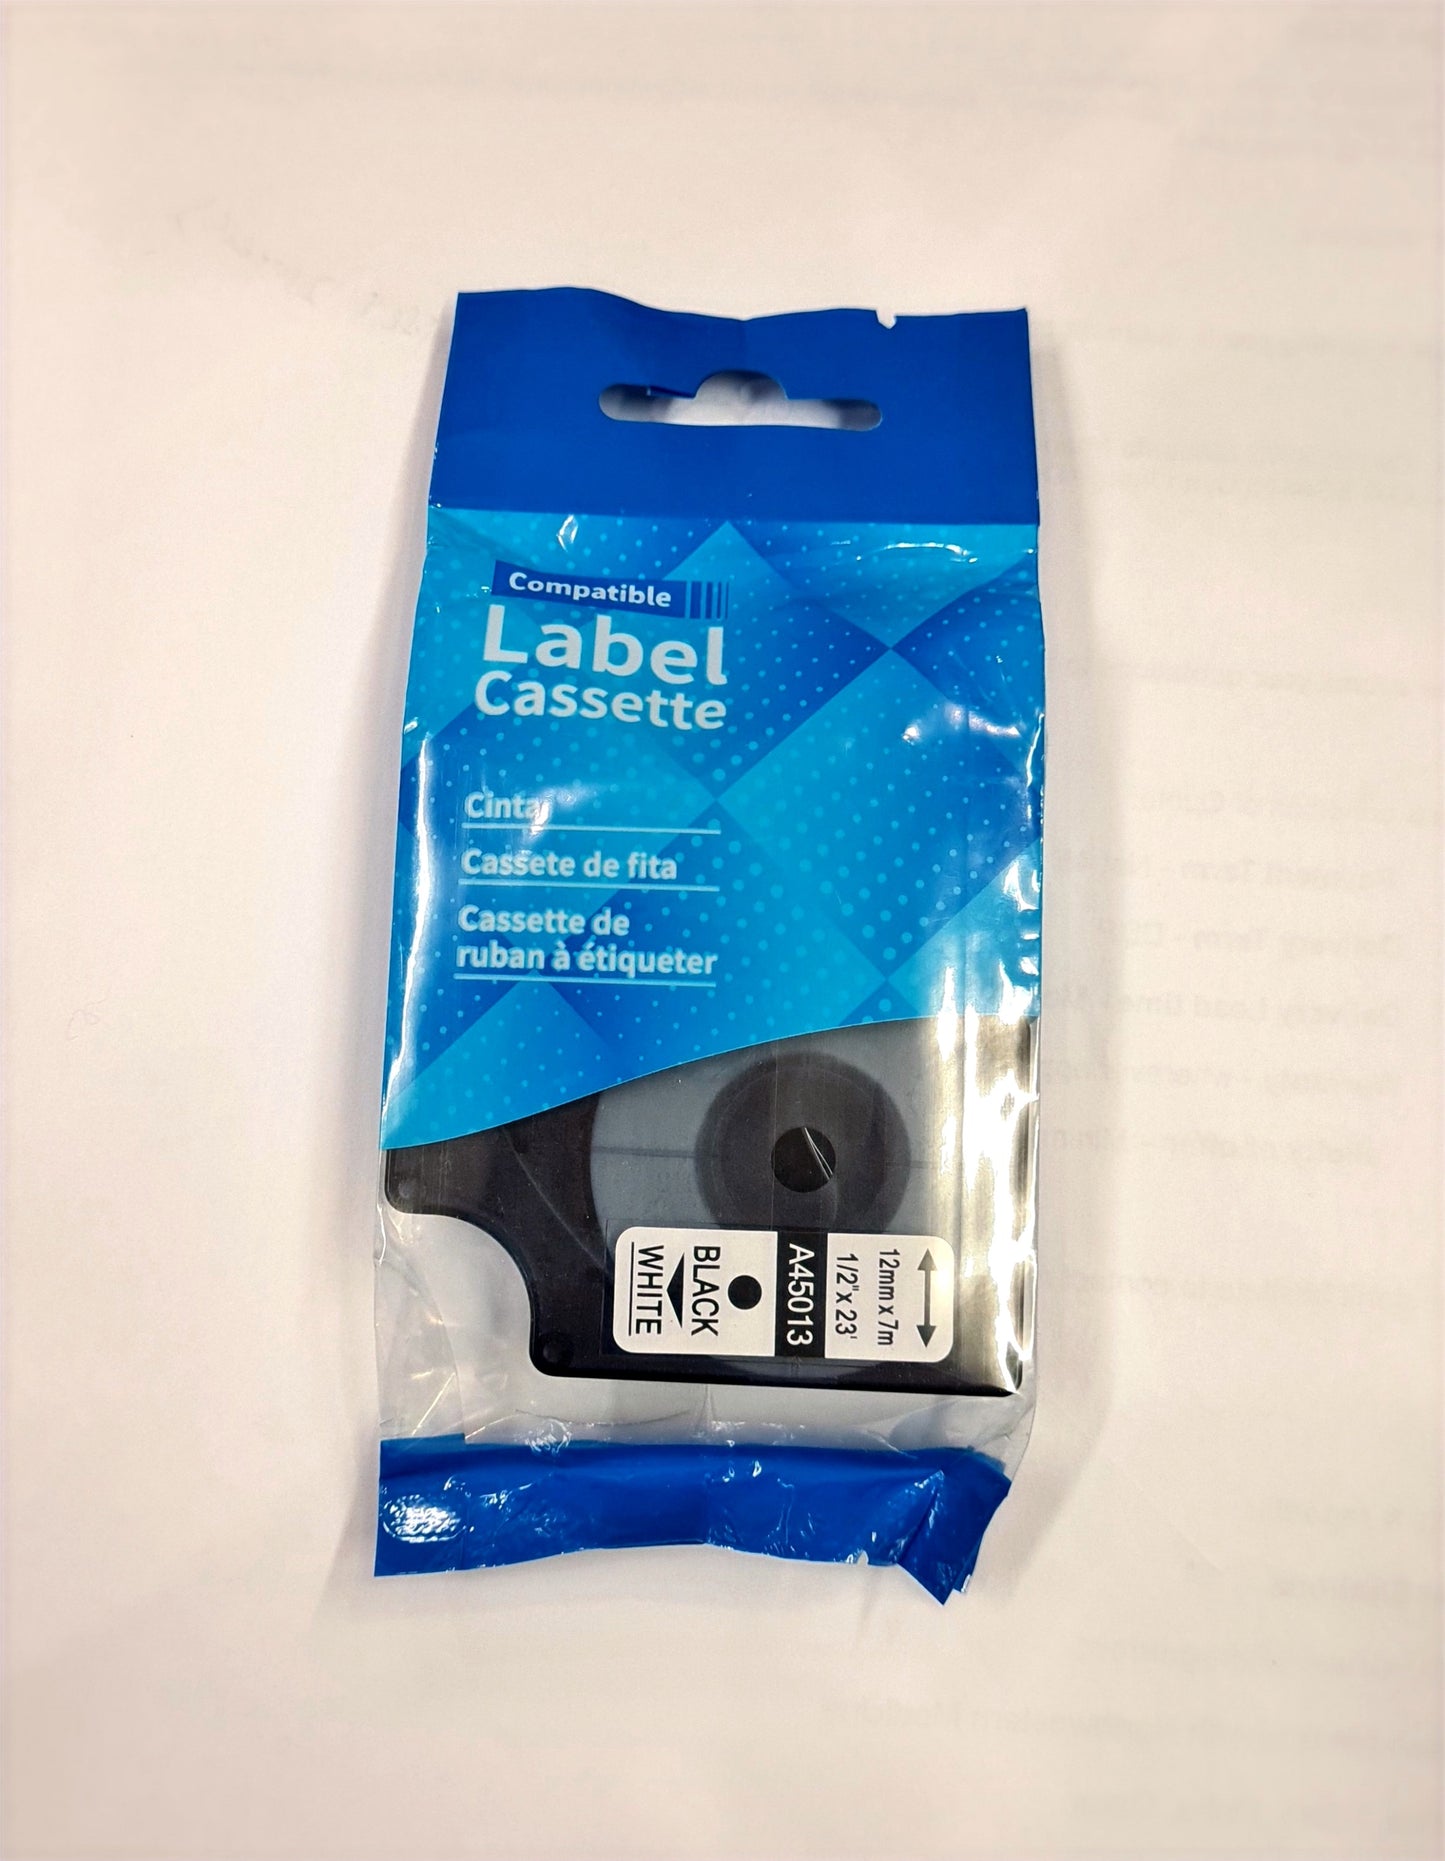 Compatible
Label
Cassette
Cinta
Cassete de fita
Cassette de
ruban à étiqueter
12mm x 7m
1/2" x 23'
A45013
BLACK
WHITE